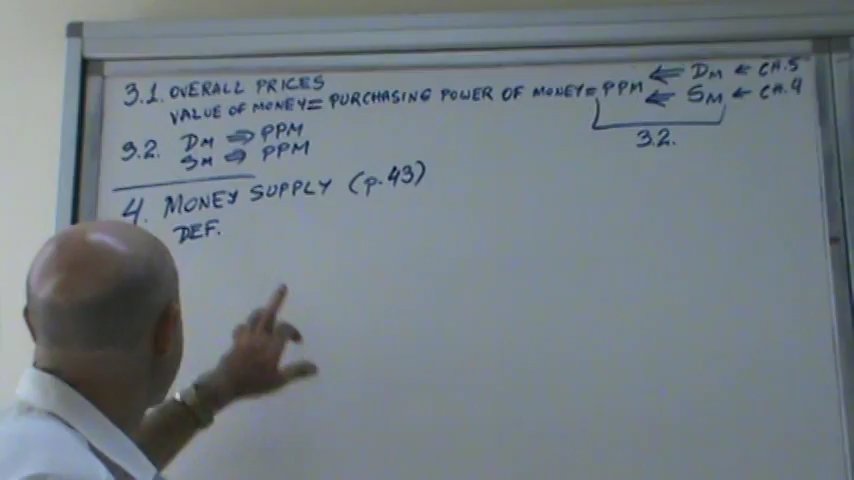 3.1. OVERALL PRICES
VALUE OF MONEY = PURCHASING POWER OF MONEY = PPM ⇐ DM ← CH.5
⇐ SM ← CH.4
3.2.
3.2. DM ⇒ PPM
SM ⇒ PPM
4. MONEY SUPPLY (p.43)
DEF.